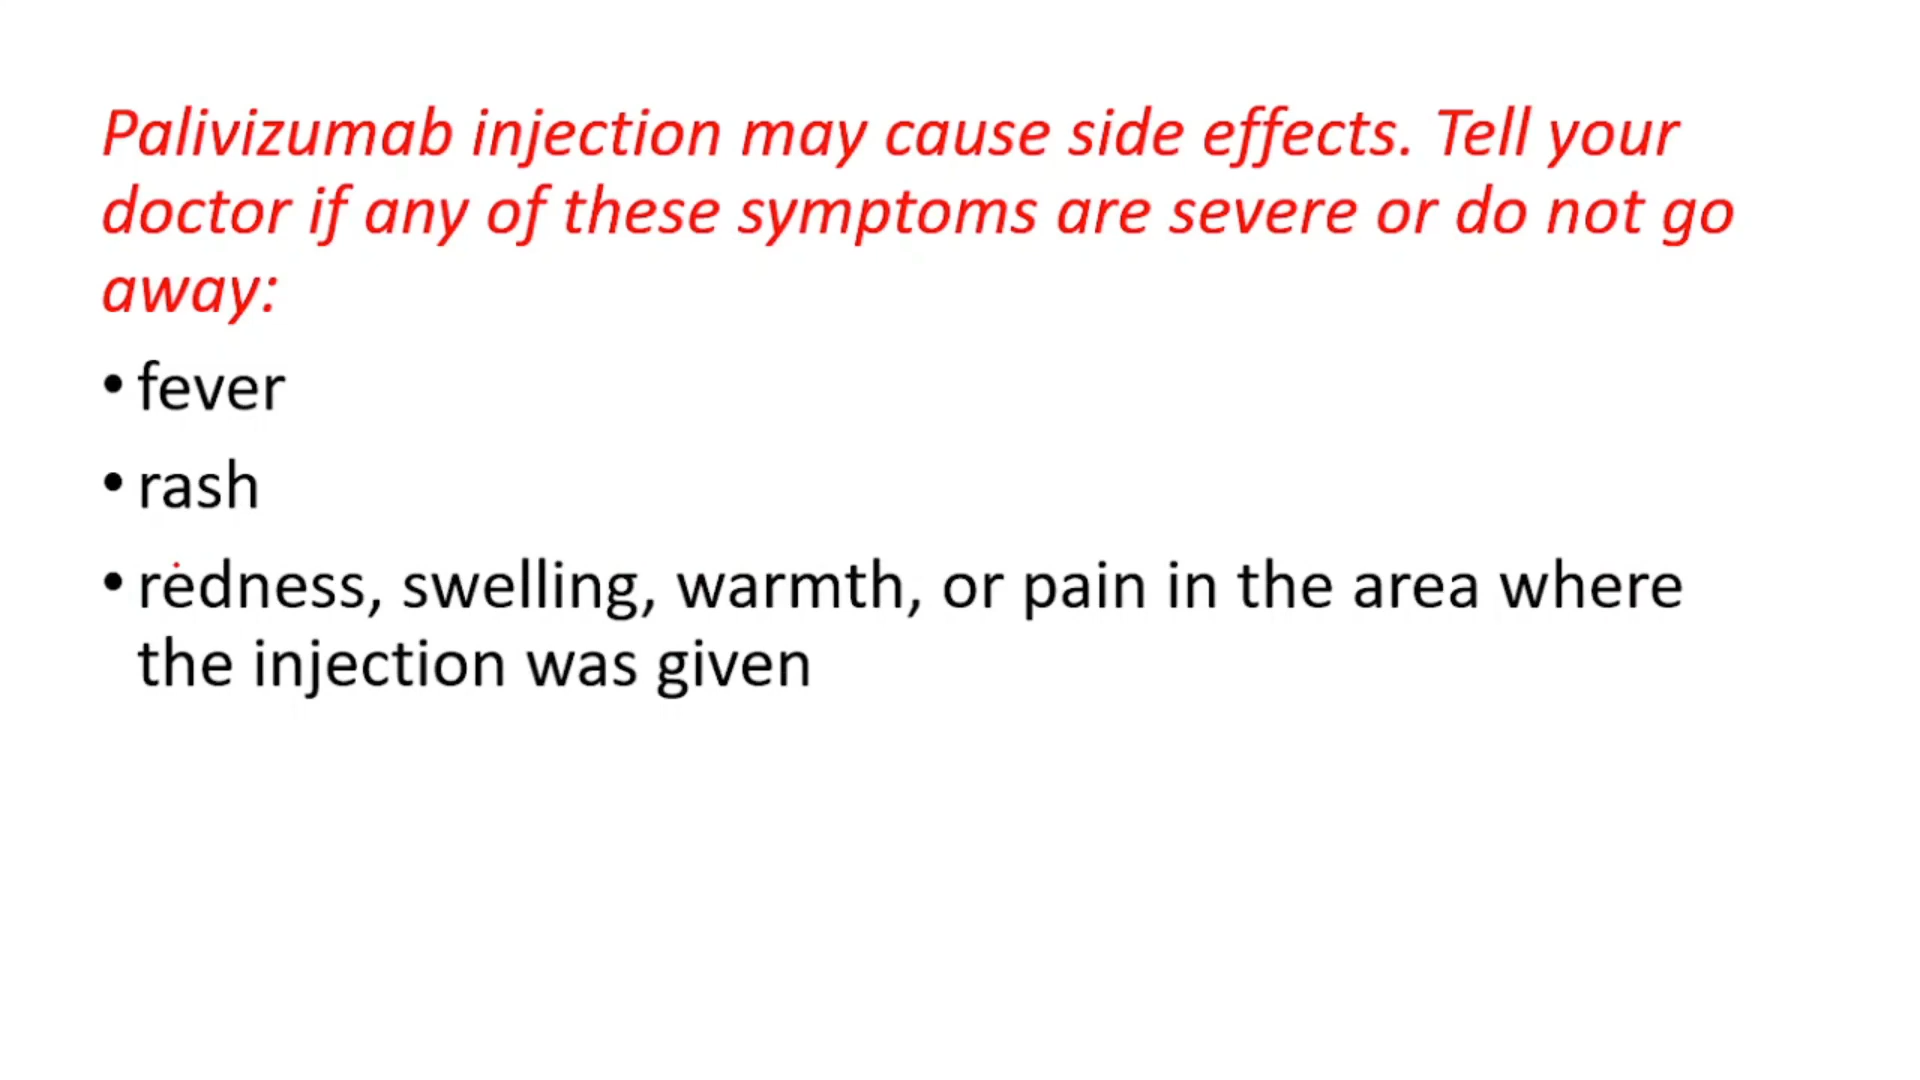 Palivizumab injection may cause side effects. Tell your
doctor if any of these symptoms are severe or do not go
away:
• fever
• rash
• redness, swelling, warmth, or pain in the area where
the injection was given